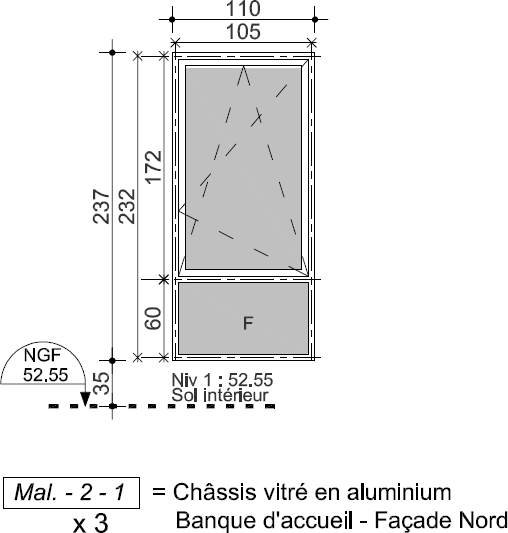 110
105
172
237
232
60
F
NGF
52.55
35
Niv 1 : 52.55
Sol intérieur
Mal. - 2 - 1 = Châssis vitré en aluminium
x 3 Banque d'accueil - Façade Nord